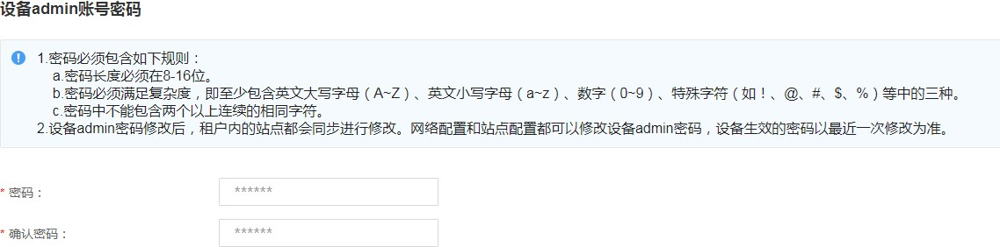 设备admin账号密码
1.密码必须包含如下规则：
a.密码长度必须在8-16位。
b.密码必须满足复杂度，即至少包含英文大写字母（A~Z）、英文小写字母（a~z）、数字（0~9）、特殊字符（如！、@、#、$、%）等中的三种。
c.密码中不能包含两个以上连续的相同字符。
2.设备admin密码修改后，租户内的站点都会同步进行修改。网络配置和站点配置都可以修改设备admin密码，设备生效的密码以最近一次修改为准。
* 密码： ******
* 确认密码： ******